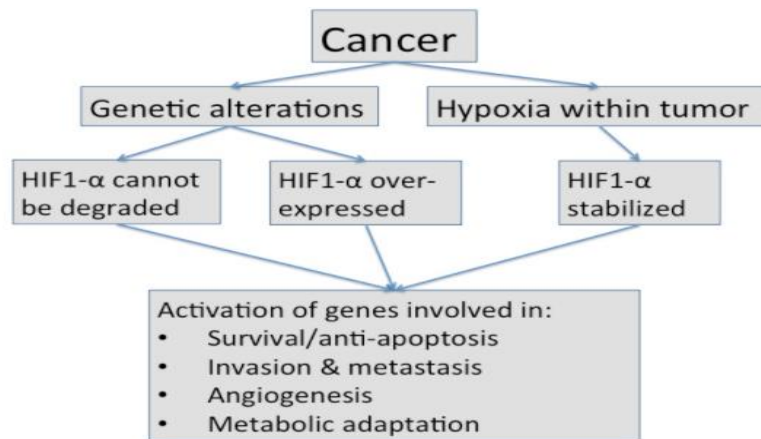 Cancer
Genetic alterations
Hypoxia within tumor
HIF1-α cannot
be degraded
HIF1-α over-
expressed
HIF1-α
stabilized
Activation of genes involved in:
• Survival/anti-apoptosis
• Invasion & metastasis
• Angiogenesis
• Metabolic adaptation